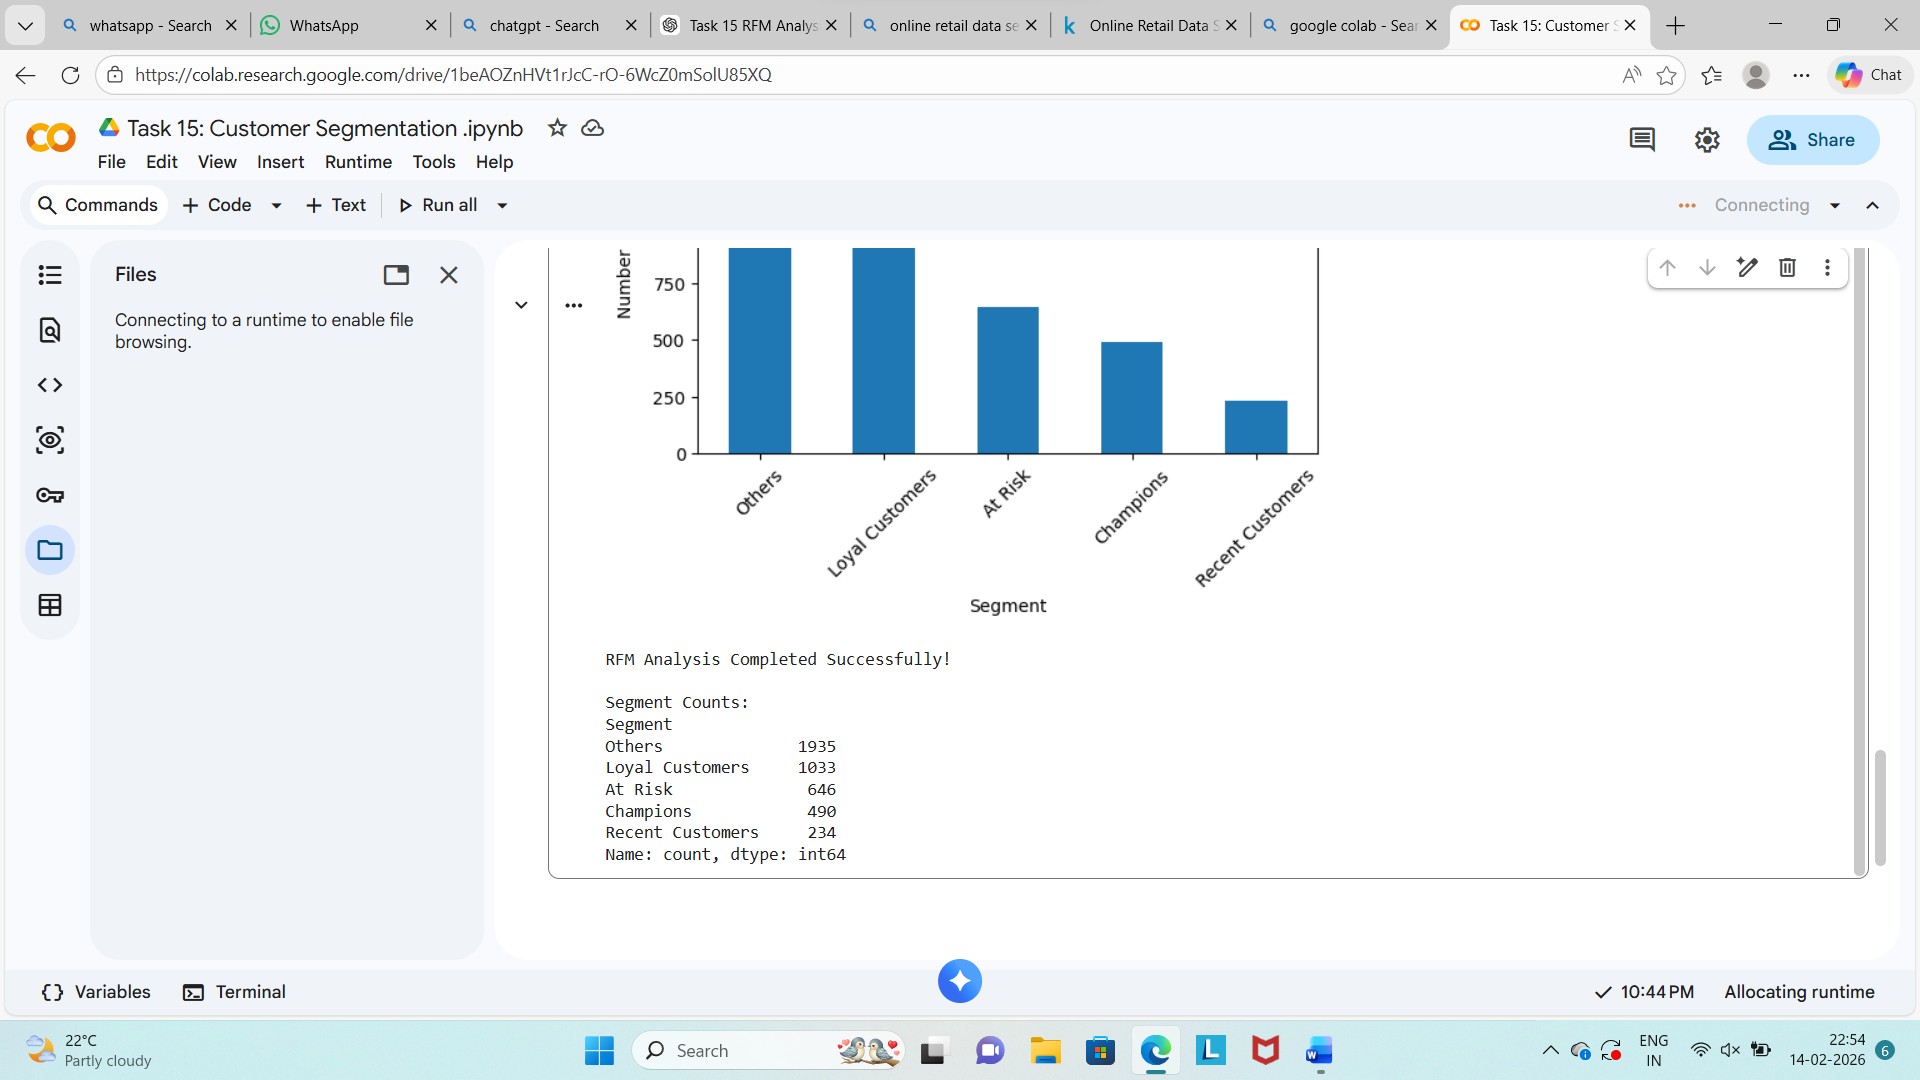 whatsapp - Search
WhatsApp
chatgpt - Search
Task 15 RFM Analys
online retail data se
Online Retail Data S
google colab - Sear
Task 15: Customer S
https://colab.research.google.com/drive/1beAOZnHVt1rJcC-rO-6WcZ0mSolU85XQ
Chat
Task 15: Customer Segmentation .ipynb
File Edit View Insert Runtime Tools Help
Share
Commands + Code + Text Run all
Connecting
Files
Connecting to a runtime to enable file
browsing.
Number
750
500
250
0
Others
Loyal Customers
At Risk
Champions
Recent Customers
Segment
RFM Analysis Completed Successfully!
Segment Counts:
Segment
Others 1935
Loyal Customers 1033
At Risk 646
Champions 490
Recent Customers 234
Name: count, dtype: int64
Variables
Terminal
10:44 PM
Allocating runtime
22°C
Partly cloudy
Search
ENG
IN
22:54
14-02-2026
6